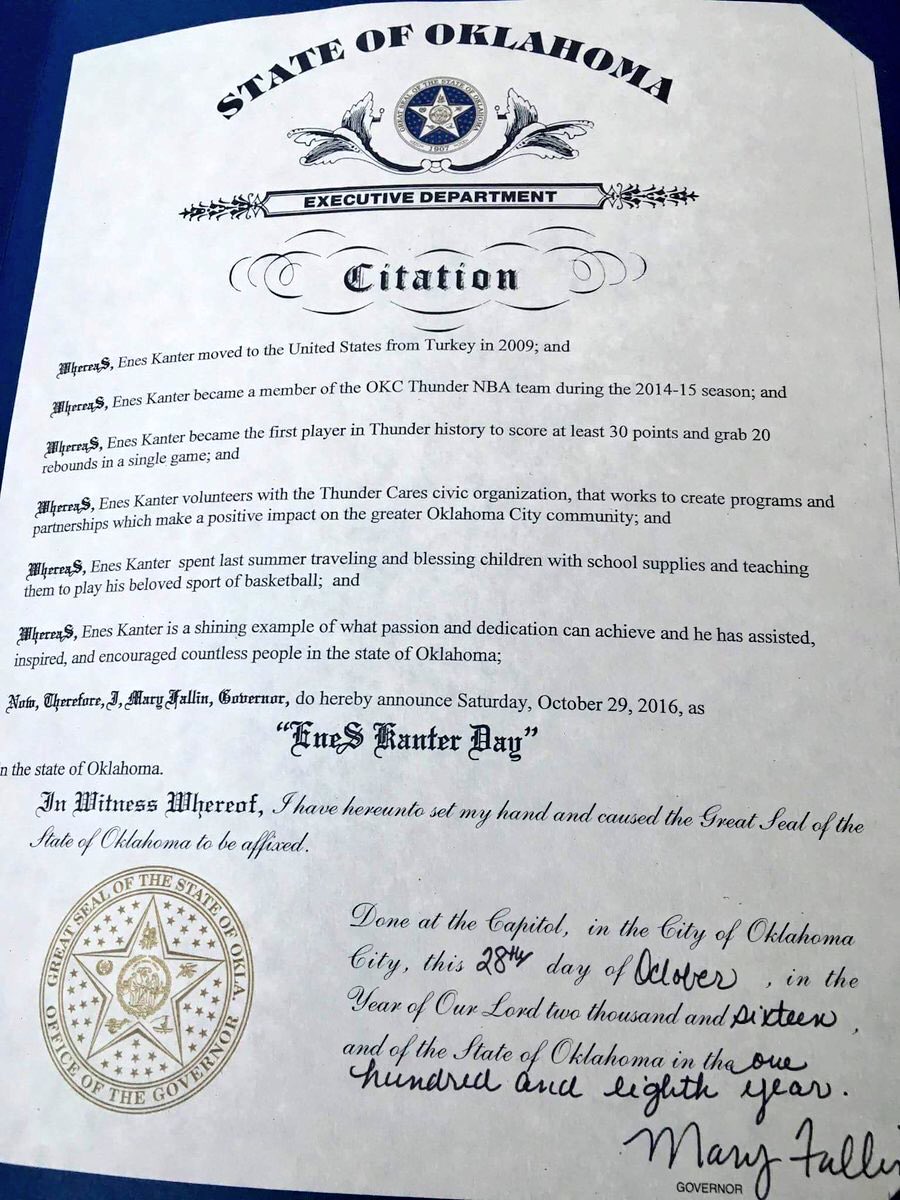 STATE OF OKLAHOMA
GREAT SEAL OF THE STATE OF OKLAHOMA
1907
EXECUTIVE DEPARTMENT
Citation
WhereaS, Enes Kanter moved to the United States from Turkey in 2009; and
WhereaS, Enes Kanter became a member of the OKC Thunder NBA team during the 2014-15 season; and
WhereaS, Enes Kanter became the first player in Thunder history to score at least 30 points and grab 20
rebounds in a single game; and
WhereaS, Enes Kanter volunteers with the Thunder Cares civic organization, that works to create programs and
partnerships which make a positive impact on the greater Oklahoma City community; and
WhereaS, Enes Kanter spent last summer traveling and blessing children with school supplies and teaching
them to play his beloved sport of basketball; and
WhereaS, Enes Kanter is a shining example of what passion and dedication can achieve and he has assisted,
inspired, and encouraged countless people in the state of Oklahoma;
Now, Therefore, I, Mary Fallin, Governor, do hereby announce Saturday, October 29, 2016, as
“EneS Kanter Day”
n the state of Oklahoma.
In Witness Whereof, I have hereunto set my hand and caused the Great Seal of the
State of Oklahoma to be affixed.
GREAT SEAL OF THE STATE OF OKLA.
OFFICE OF THE GOVERNOR
Done at the Capitol, in the City of Oklahoma
City, this 28th day of October , in the
Year of Our Lord two thousand and sixteen ,
and of the State of Oklahoma in the one
hundred and eighth year.
Mary Fallin
GOVERNOR